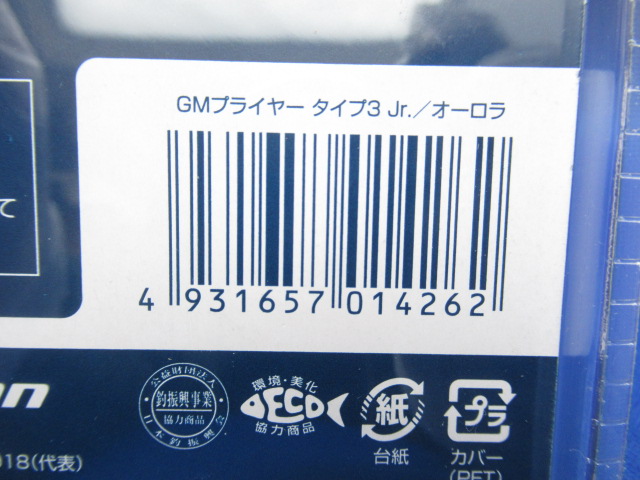 GMプライヤー タイプ3 Jr.／オーロラ
て
4 931657 014262
on
公益財団法人
釣振興事業
協力商品
日本釣振興会
環境・美化
ECO
協力商品
紙
台紙
プラ
カバー
(PET)
018(代表)